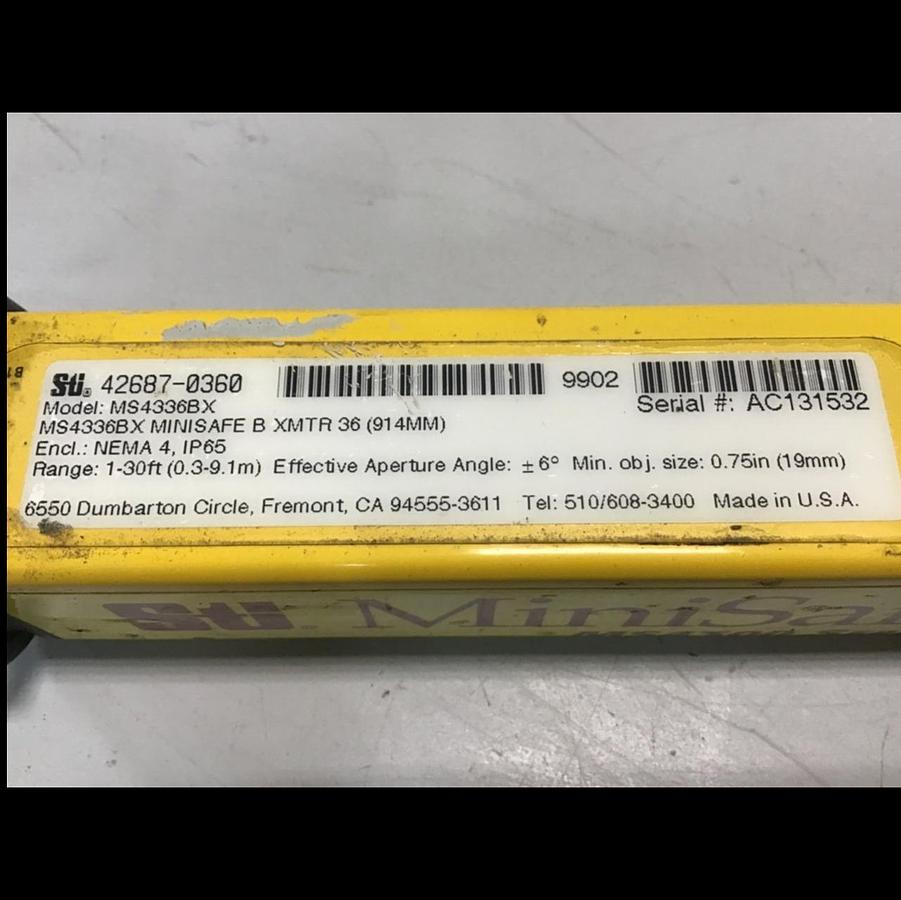 Sti® 42687-0360 9902
Model: MS4336BX Serial #: AC131532
MS4336BX MINISAFE B XMTR 36 (914MM)
Encl.: NEMA 4, IP65
Range: 1-30ft (0.3-9.1m) Effective Aperture Angle: ±6° Min. obj. size: 0.75in (19mm)
6550 Dumbarton Circle, Fremont, CA 94555-3611 Tel: 510/608-3400 Made in U.S.A.
Sti. MiniSa